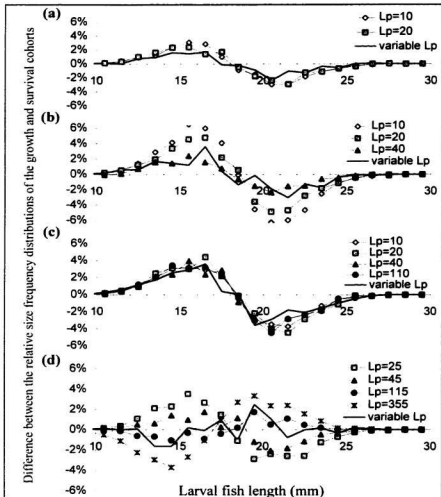 Difference between the relative size frequency distributions of the growth and survival cohorts
(a)
6%
4%
2%
0%
2%
4%
6%
10 15 20 25 30
Lp=10
Lp=20
variable Lp
(b)
6%
4%
2%
0%
-2%
-4%
-6%
10 15 20 25 30
Lp=10
Lp=20
Lp=40
variable Lp
(c)
6%
4%
2%
0%
-2%
-4%
-6%
10 15 20 25 30
Lp=10
Lp=20
Lp=40
Lp=110
variable Lp
(d)
6%
4%
2%
0%
-2%
-4%
-6%
10 15 20 25 30
Lp=25
Lp=45
Lp=115
Lp=355
variable Lp
Larval fish length (mm)